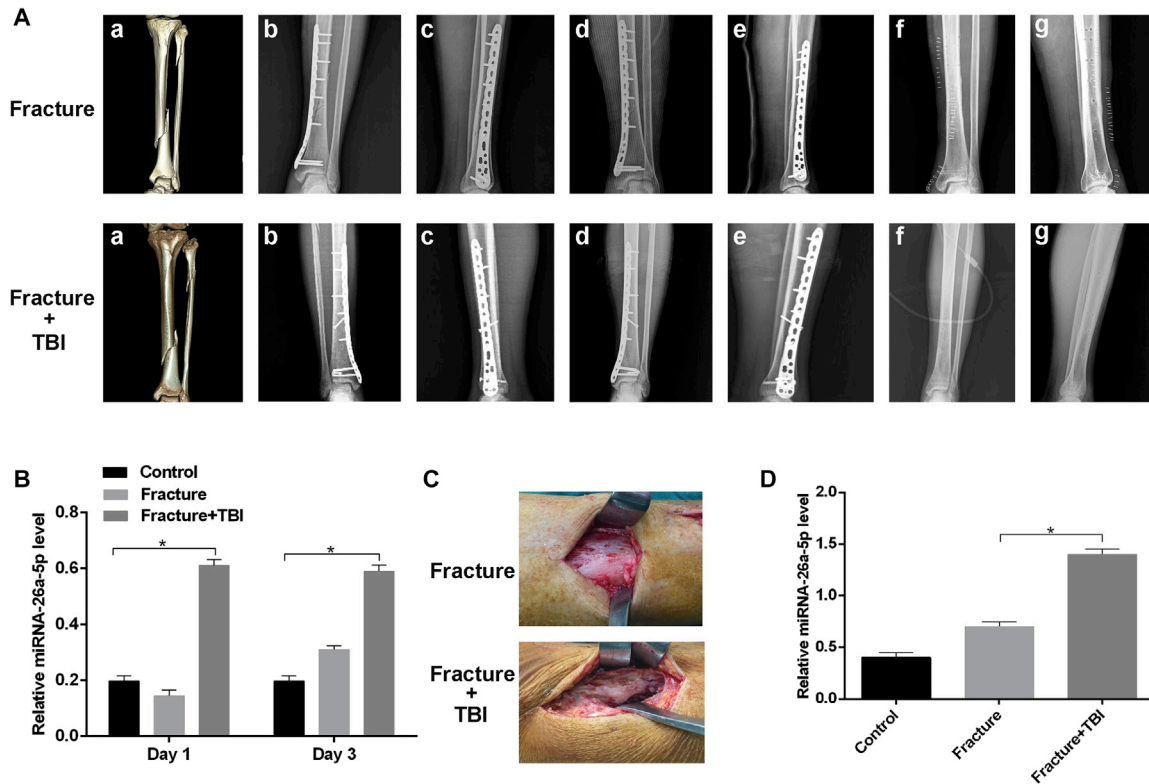 A
a
b
c
d
e
f
g
Fracture
a
b
c
d
e
f
g
Fracture
+
TBI
B
Control
Fracture
Fracture+TBI
Relative miRNA-26a-5p level
0.8
0.6
0.4
0.2
0.0
*
*
Day 1
Day 3
C
Fracture
Fracture
+
TBI
D
Relative miRNA-26a-5p level
2.0
1.5
1.0
0.5
0.0
*
Control
Fracture
Fracture+TBI